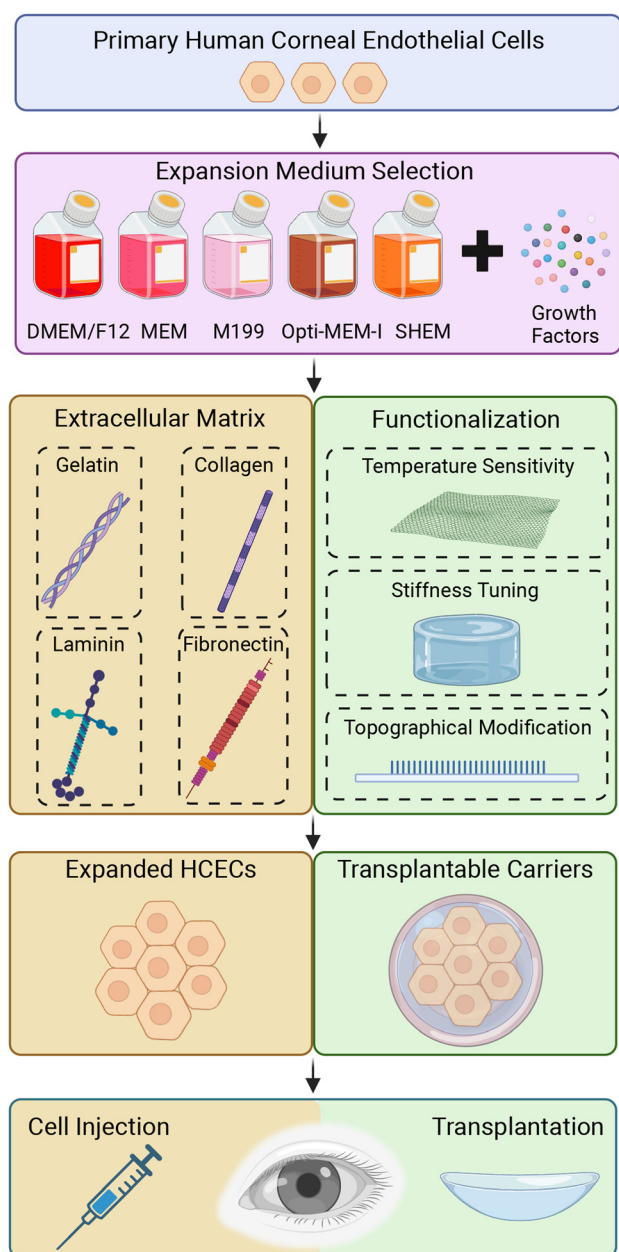 Primary Human Corneal Endothelial Cells
Expansion Medium Selection
DMEM/F12 MEM M199 Opti-MEM-I SHEM
Growth
Factors
Extracellular Matrix
Gelatin
Collagen
Laminin
Fibronectin
Functionalization
Temperature Sensitivity
Stiffness Tuning
Topographical Modification
Expanded HCECs
Transplantable Carriers
Cell Injection
Transplantation